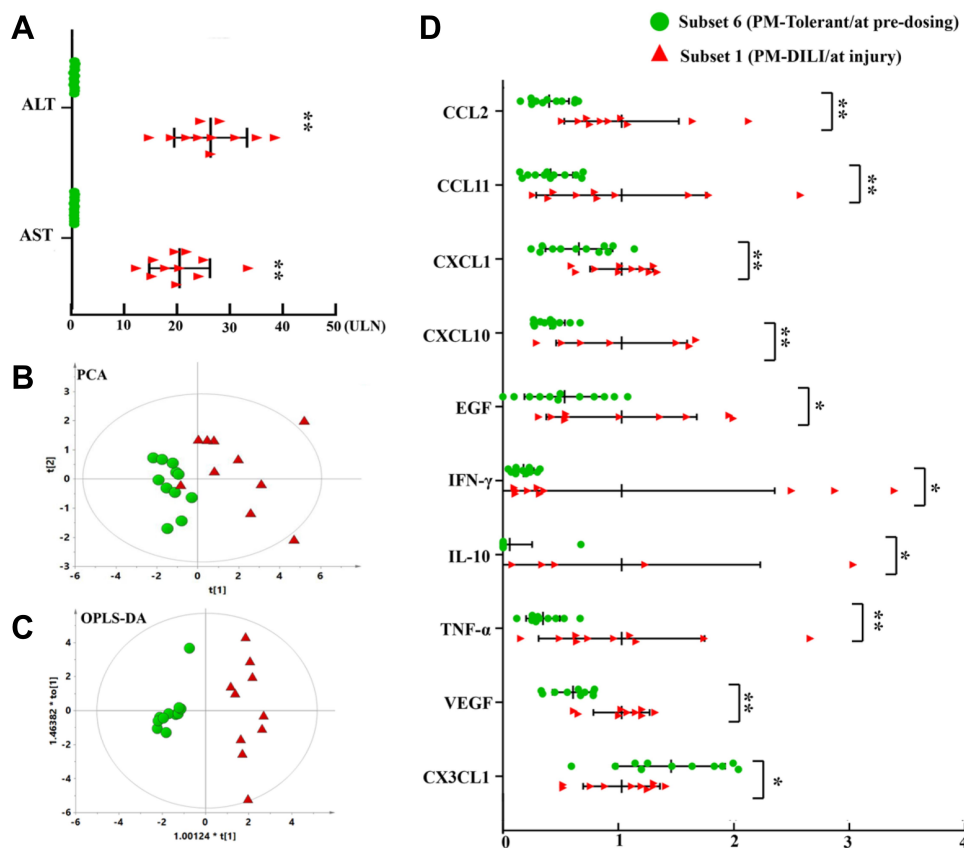 A
ALT
**
AST
**
0
10
20
30
40
50
(ULN)
B
PCA
t[2]
3
2
1
0
-1
-2
-3
-4
-2
0
2
4
6
t[1]
C
OPLS-DA
1.46382 * to[1]
4
2
0
-2
-4
-6
-6
-4
-2
0
2
4
6
1.00124 * t[1]
D
Subset 6 (PM-Tolerant/at pre-dosing)
Subset 1 (PM-DILI/at injury)
CCL2
**
CCL11
**
CXCL1
**
CXCL10
**
EGF
*
IFN-γ
*
IL-10
*
TNF-α
**
VEGF
**
CX3CL1
*
0
1
2
3
4